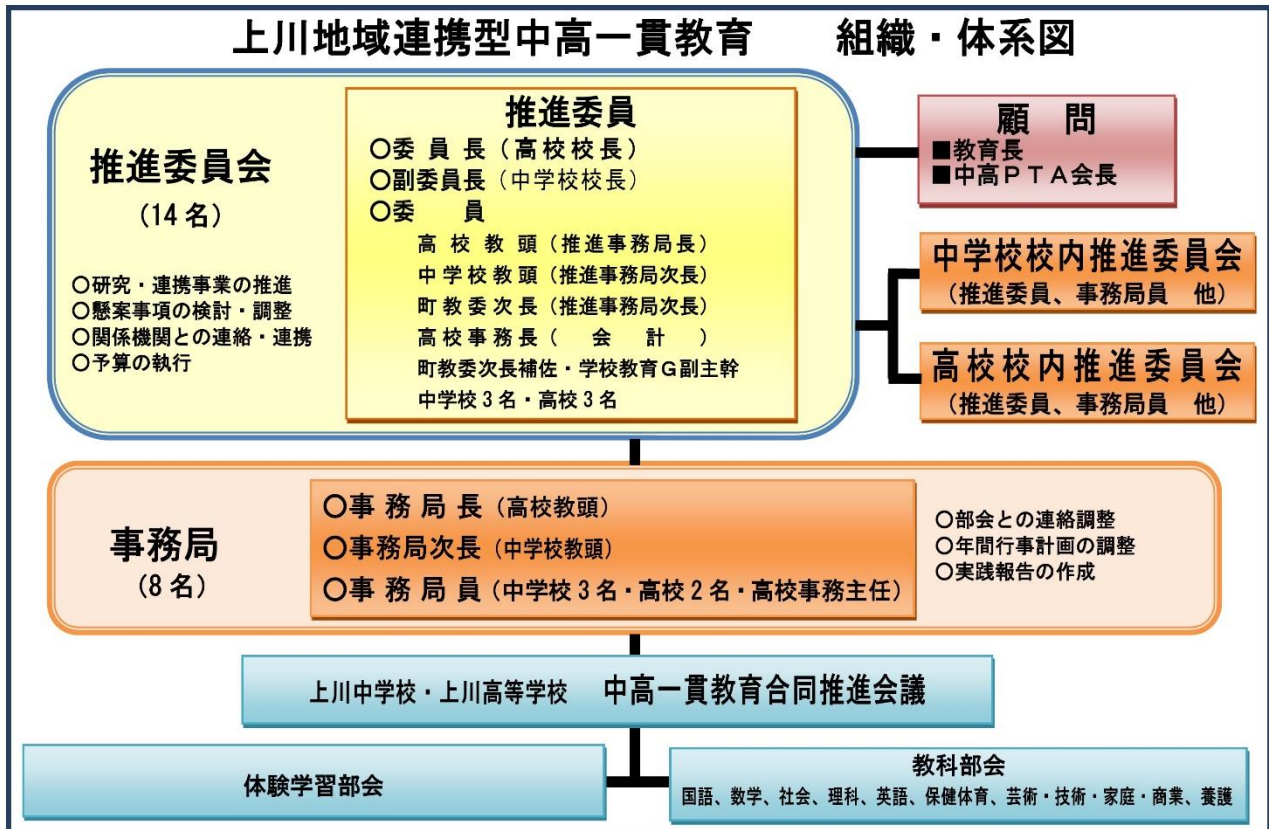 上川地域連携型中高一貫教育　　組織・体系図
推進委員会
(14名)
○研究・連携事業の推進
○懸案事項の検討・調整
○関係機関との連絡・連携
○予算の執行
推進委員
○委員長(高校校長)
○副委員長(中学校校長)
○委　　員
高校教頭(推進事務局長)
中学校教頭(推進事務局次長)
町教委次長(推進事務局次長)
高校事務長(　会　計　)
町教委次長補佐・学校教育G副主幹
中学校3名・高校3名
顧　問
■教育長
■中高PTA会長
中学校校内推進委員会
(推進委員、事務局員　他)
高校校内推進委員会
(推進委員、事務局員　他)
事務局
(8名)
○事務局長(高校教頭)
○事務局次長(中学校教頭)
○事務局員(中学校3名・高校2名・高校事務主任)
○部会との連絡調整
○年間行事計画の調整
○実践報告の作成
上川中学校・上川高等学校　中高一貫教育合同推進会議
体験学習部会
教科部会
国語、数学、社会、理科、英語、保健体育、芸術・技術・家庭・商業、養護